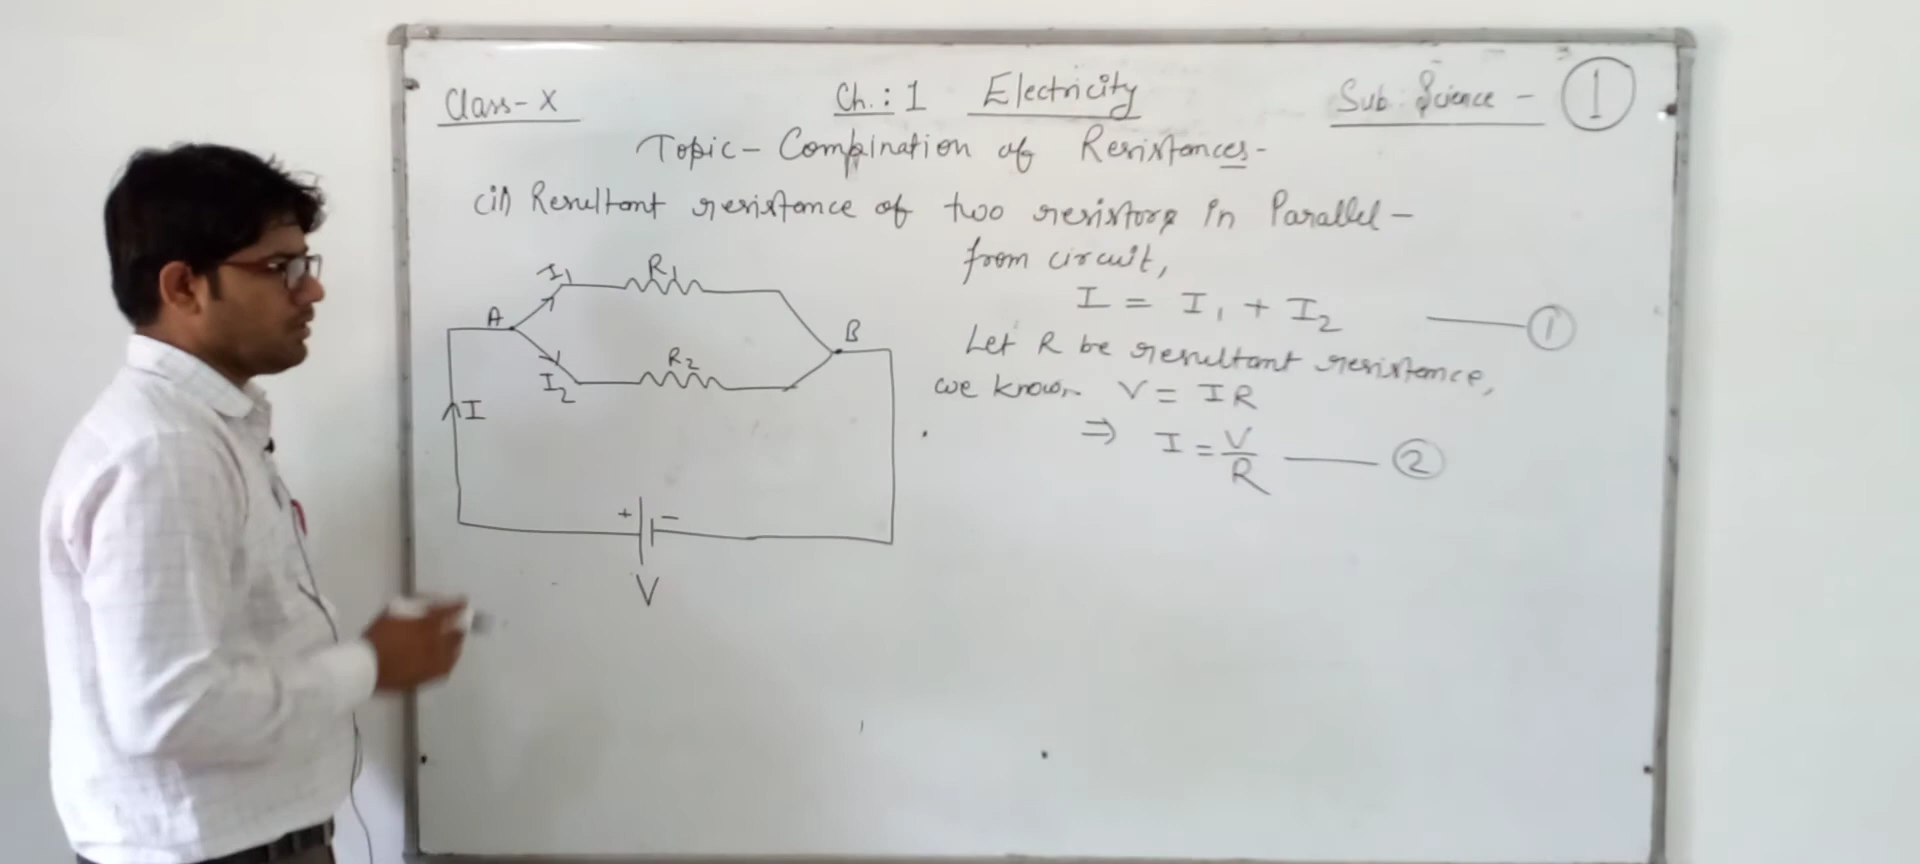 Class - X
Ch. : 1 Electricity
Sub : Science -
1
Topic - Combination of Resistances -
(ii) Resultant resistance of two resistors in Parallel -
from circuit,
I = I1 + I2 ——— 1
Let R be resultant resistance,
we know V = IR
⇒ I = V/R ——— 2
I1
R1
A
B
I2
R2
I
+ -
V